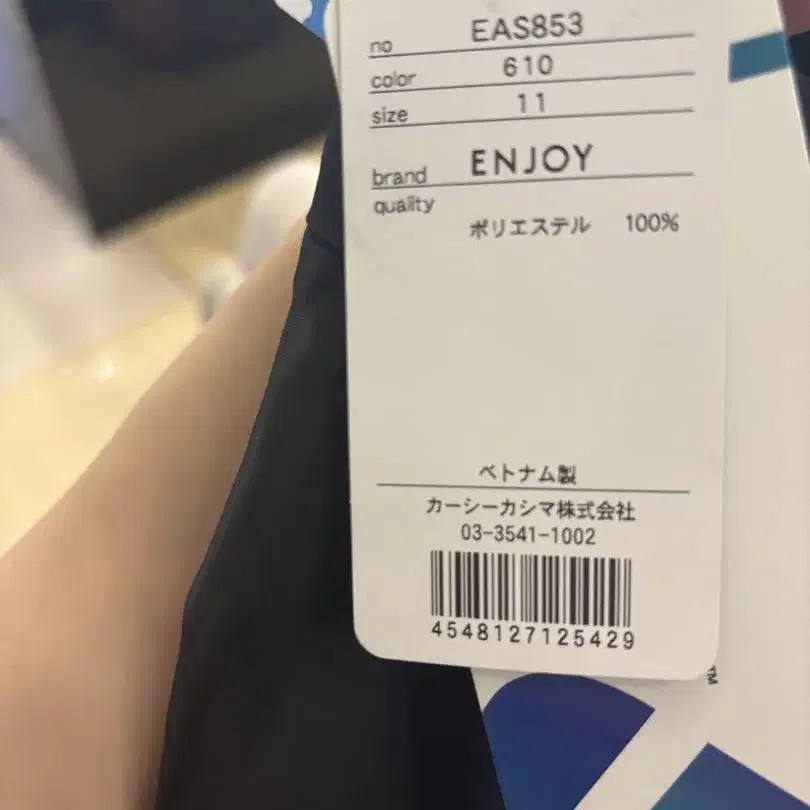 no EAS853
color 610
size 11
brand ENJOY
quality
ポリエステル 100%
ベトナム製
カーシーカシマ株式会社
03-3541-1002
4548127125429
TM